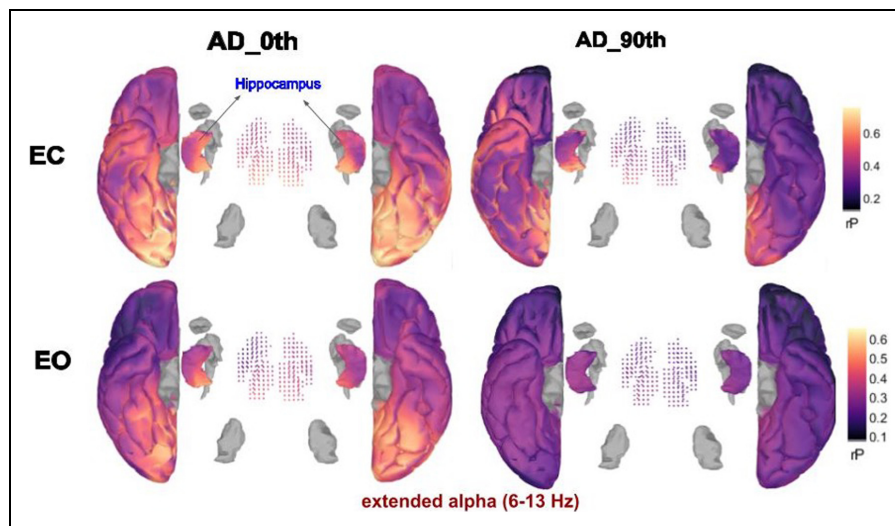 AD_0th
AD_90th
Hippocampus
EC
0.6
0.4
0.2
rP
EO
0.6
0.5
0.4
0.3
0.2
0.1
rP
extended alpha (6-13 Hz)